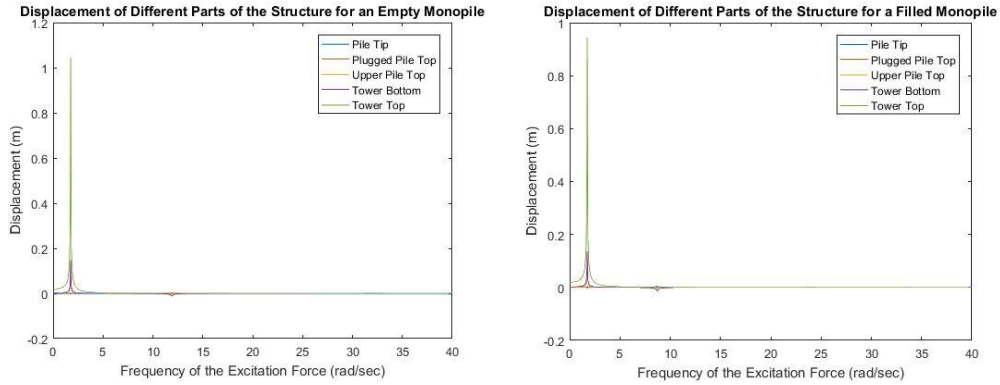 Displacement of Different Parts of the Structure for an Empty Monopile
1.2
1
0.8
0.6
0.4
0.2
0
-0.2
Displacement (m)
0 5 10 15 20 25 30 35 40
Frequency of the Excitation Force (rad/sec)
Pile Tip
Plugged Pile Top
Upper Pile Top
Tower Bottom
Tower Top
Displacement of Different Parts of the Structure for a Filled Monopile
1
0.8
0.6
0.4
0.2
0
-0.2
Displacement (m)
0 5 10 15 20 25 30 35 40
Frequency of the Excitation Force (rad/sec)
Pile Tip
Plugged Pile Top
Upper Pile Top
Tower Bottom
Tower Top